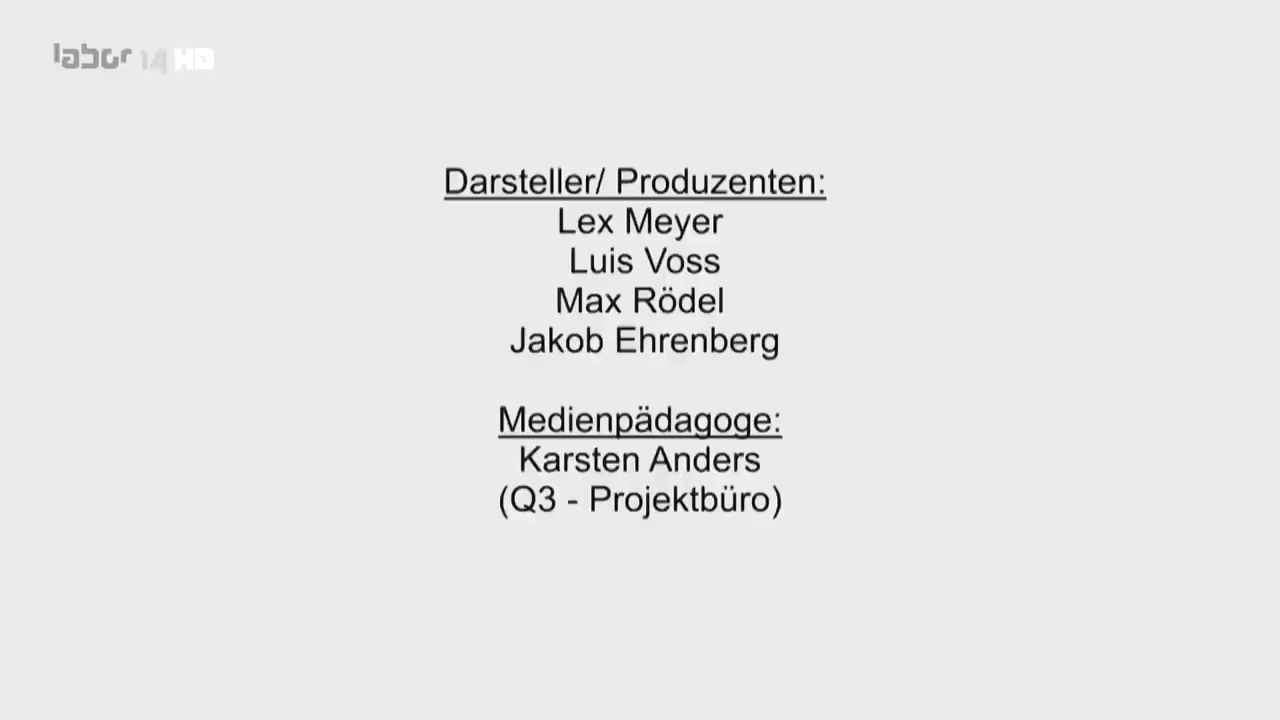 labor 14 HD
Darsteller/ Produzenten:
Lex Meyer
Luis Voss
Max Rödel
Jakob Ehrenberg
Medienpädagoge:
Karsten Anders
(Q3 - Projektbüro)